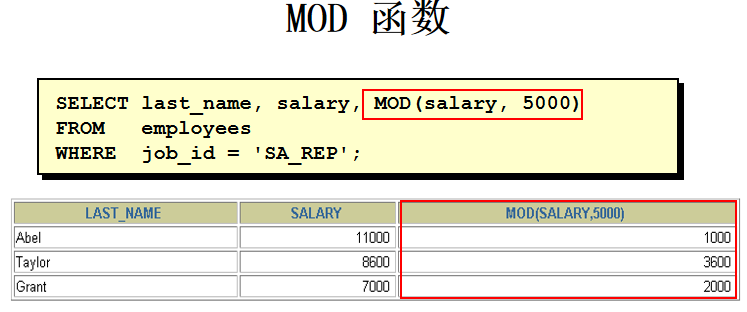 MOD 函数
SELECT last_name, salary, MOD(salary, 5000)
FROM employees
WHERE job_id = 'SA_REP';
LAST_NAME SALARY MOD(SALARY,5000)
Abel 11000 1000
Taylor 8600 3600
Grant 7000 2000